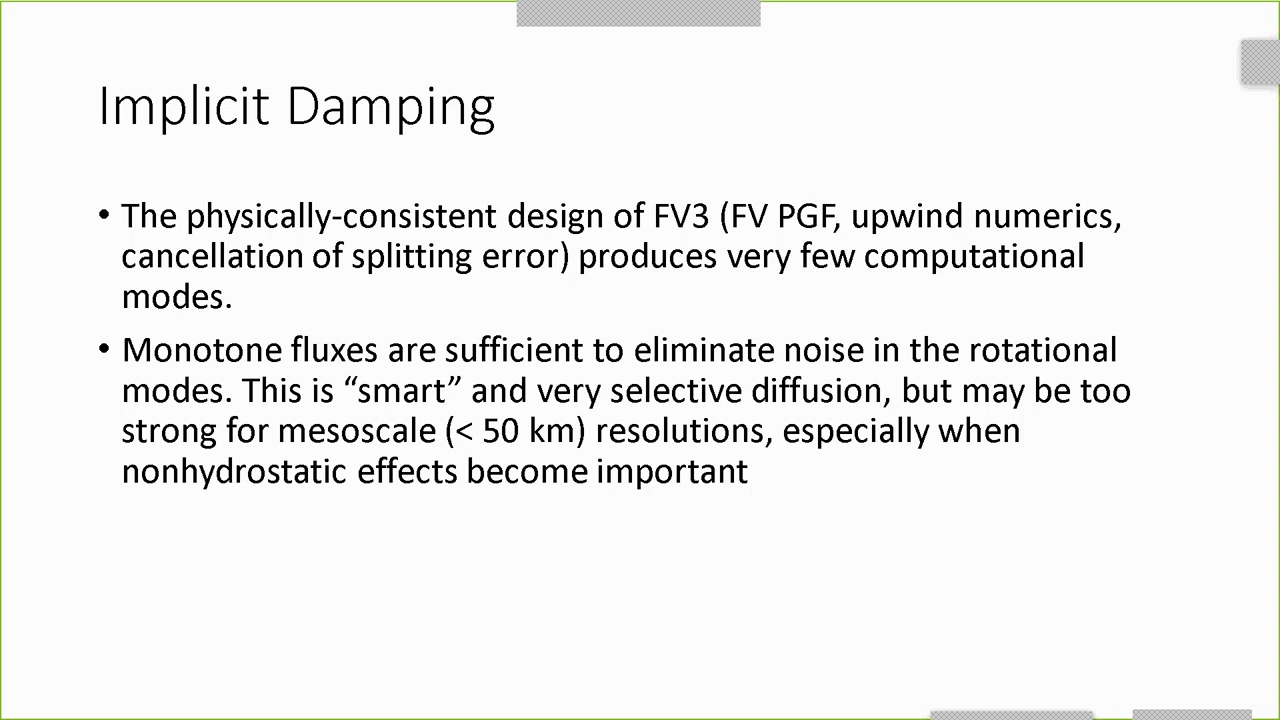 Implicit Damping
• The physically-consistent design of FV3 (FV PGF, upwind numerics,
cancellation of splitting error) produces very few computational
modes.
• Monotone fluxes are sufficient to eliminate noise in the rotational
modes. This is “smart” and very selective diffusion, but may be too
strong for mesoscale (< 50 km) resolutions, especially when
nonhydrostatic effects become important